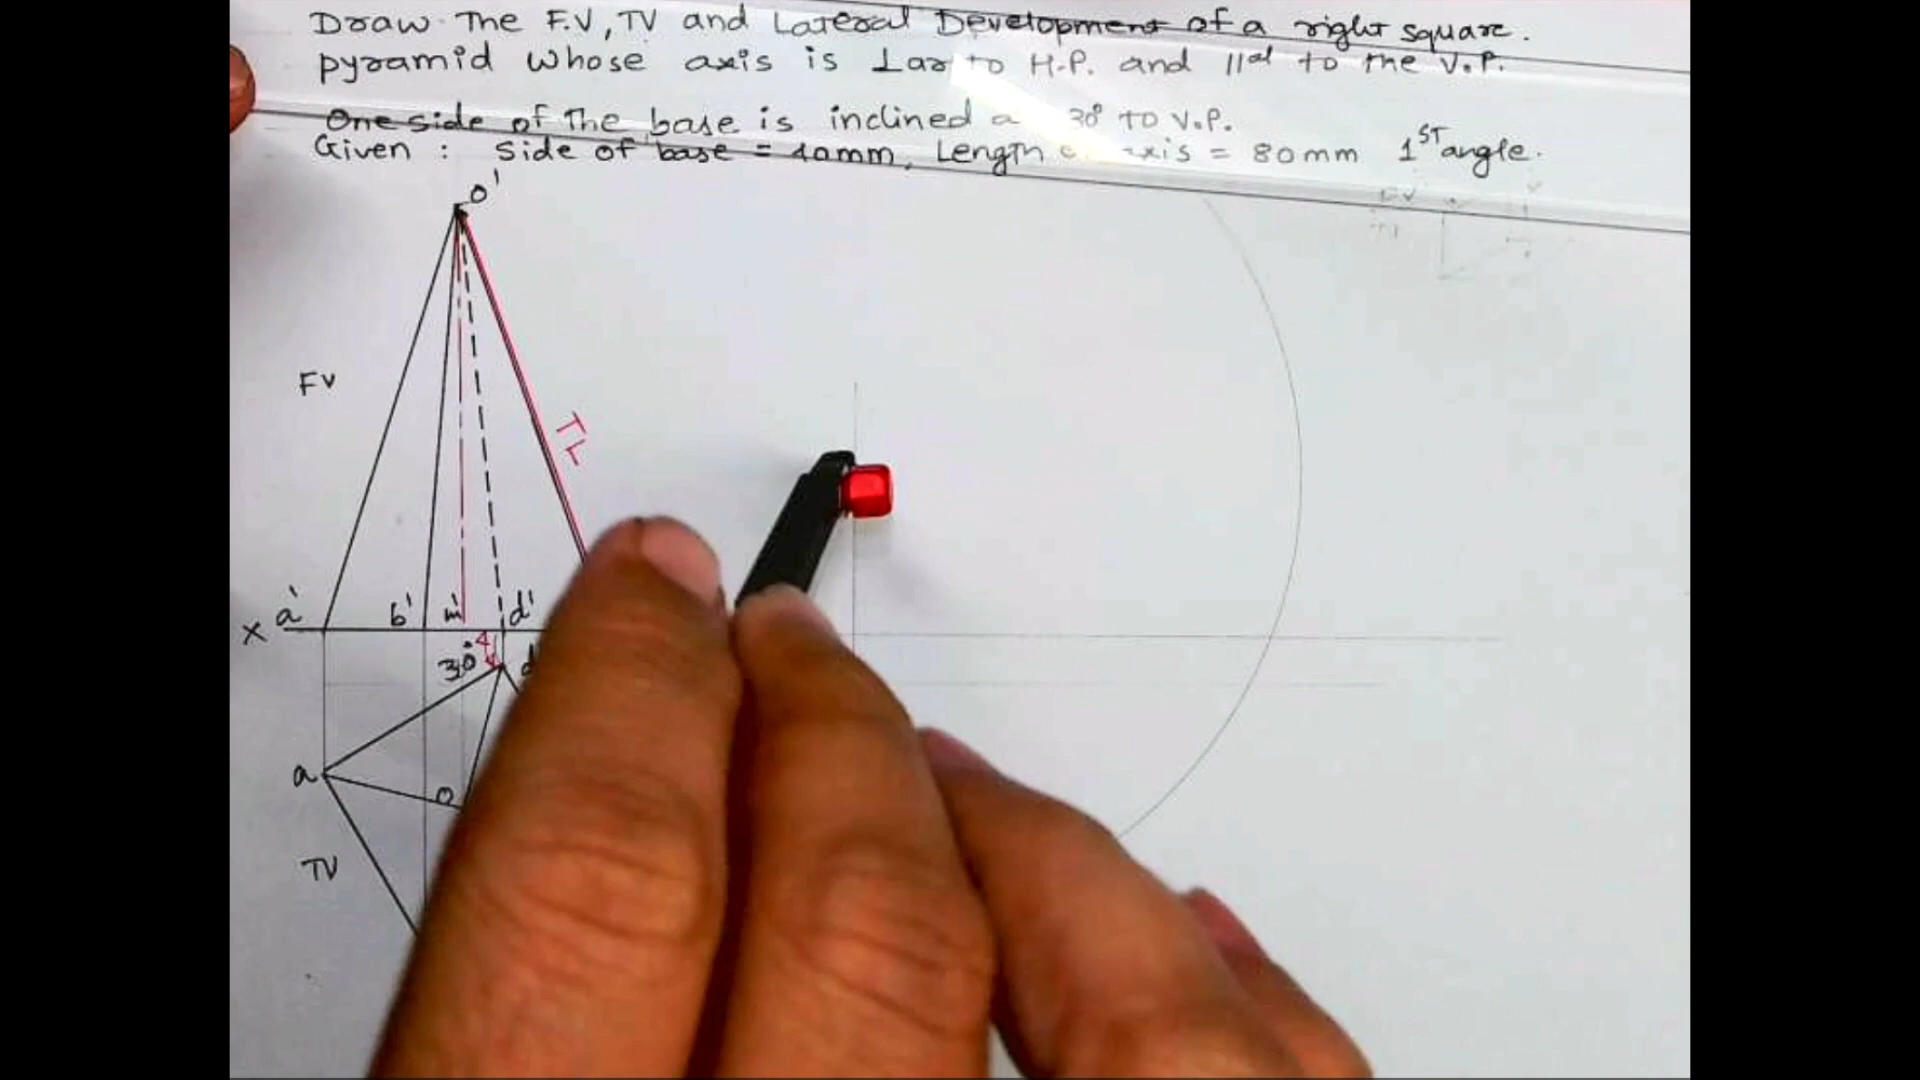 Draw The F.V, TV and Lateral Development of a right square.
pyramid whose axis is ⊥ar to H.P. and 11al to the V.P.
One side of the base is inclined a 30° TO V.P.
Given : Side of base = 40mm, Length axis = 80mm 1ST angle.
O'
FV
TL
X a' b' m' d'
30° d
a
O
TV